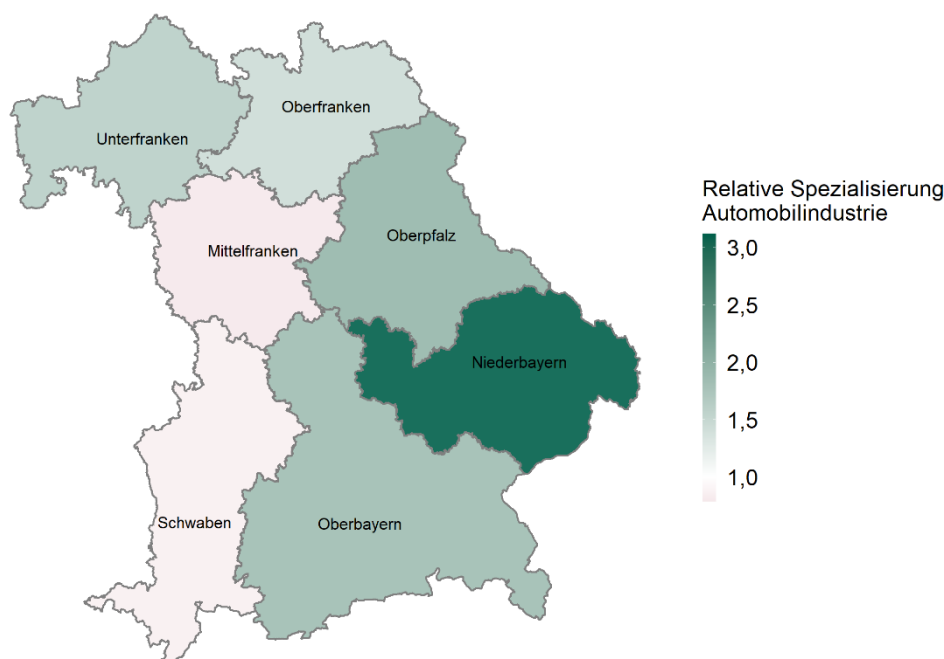 Oberfranken
Unterfranken
Relative Spezialisierung
Automobilindustrie
Oberpfalz
Mittelfranken
3,0
2,5
Niederbayern
2,0
1,5
1,0
Schwaben
Oberbayern